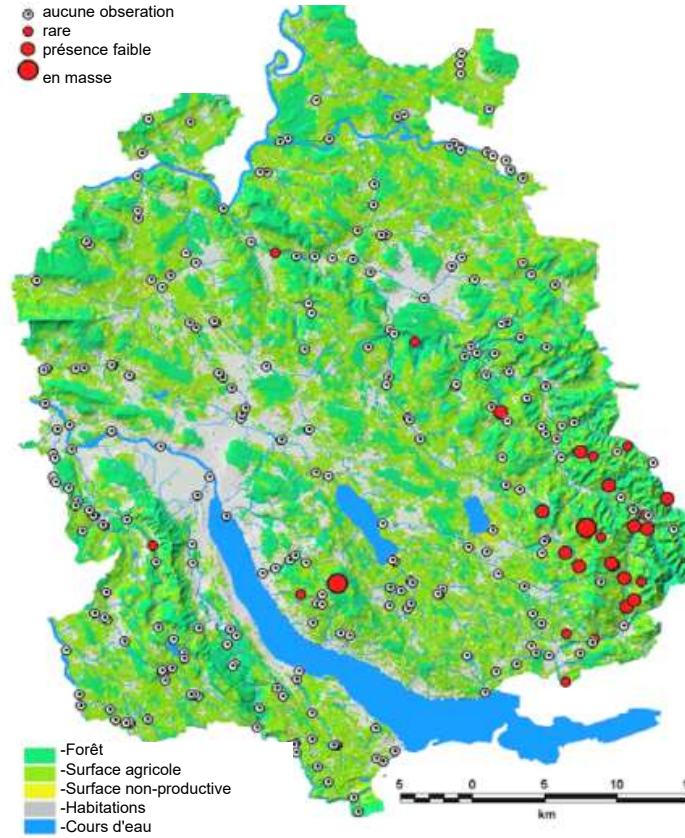 aucune obseration
rare
présence faible
en masse
-Forêt
-Surface agricole
-Surface non-productive
-Habitations
-Cours d'eau
5 0 5 10
km